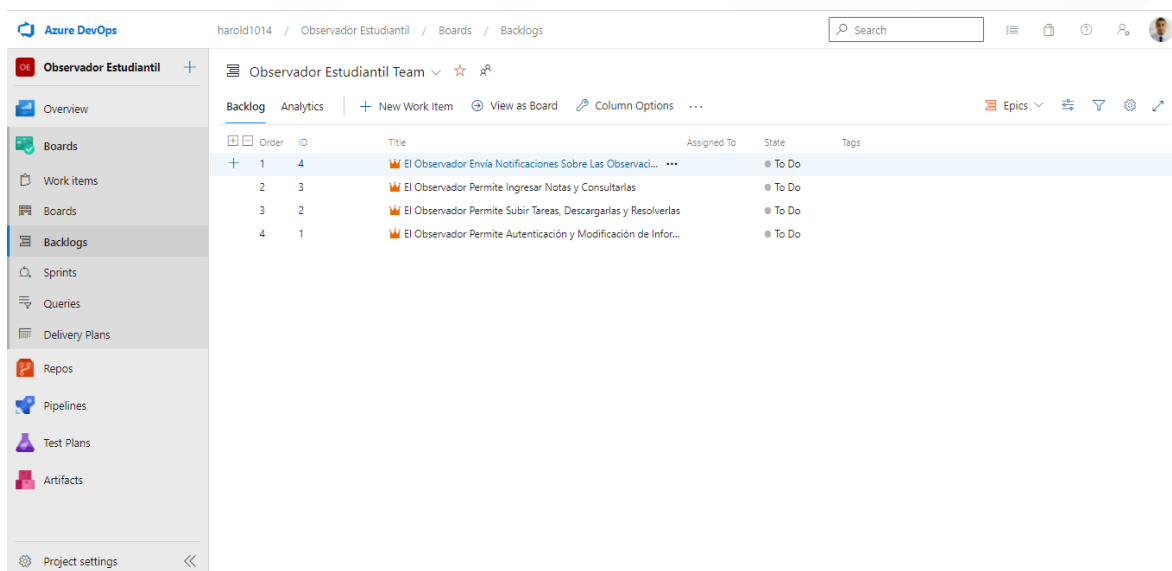 Azure DevOps
harold1014 / Observador Estudiantil / Boards / Backlogs
Search
OE Observador Estudiantil
Overview
Boards
Work items
Boards
Backlogs
Sprints
Queries
Delivery Plans
Repos
Pipelines
Test Plans
Artifacts
Project settings
Observador Estudiantil Team
Backlog Analytics + New Work Item View as Board Column Options ... Epics
Order ID Title Assigned To State Tags
1 4 El Observador Envía Notificaciones Sobre Las Observaci... ... To Do
2 3 El Observador Permite Ingresar Notas y Consultarlas To Do
3 2 El Observador Permite Subir Tareas, Descargarlas y Resolverlas To Do
4 1 El Observador Permite Autenticación y Modificación de Infor... To Do